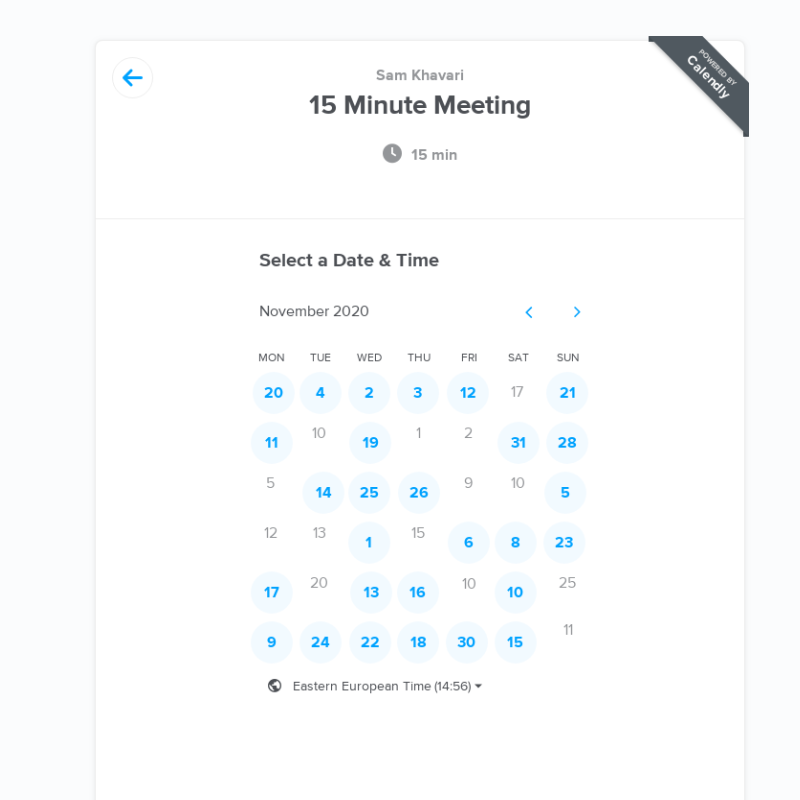 POWERED BY
Calendly
Sam Khavari
15 Minute Meeting
15 min
Select a Date & Time
November 2020
MON TUE WED THU FRI SAT SUN
20 4 2 3 12 17 21
11 10 19 1 2 31 28
5 14 25 26 9 10 5
12 13 1 15 6 8 23
17 20 13 16 10 10 25
9 24 22 18 30 15 11
Eastern European Time (14:56)